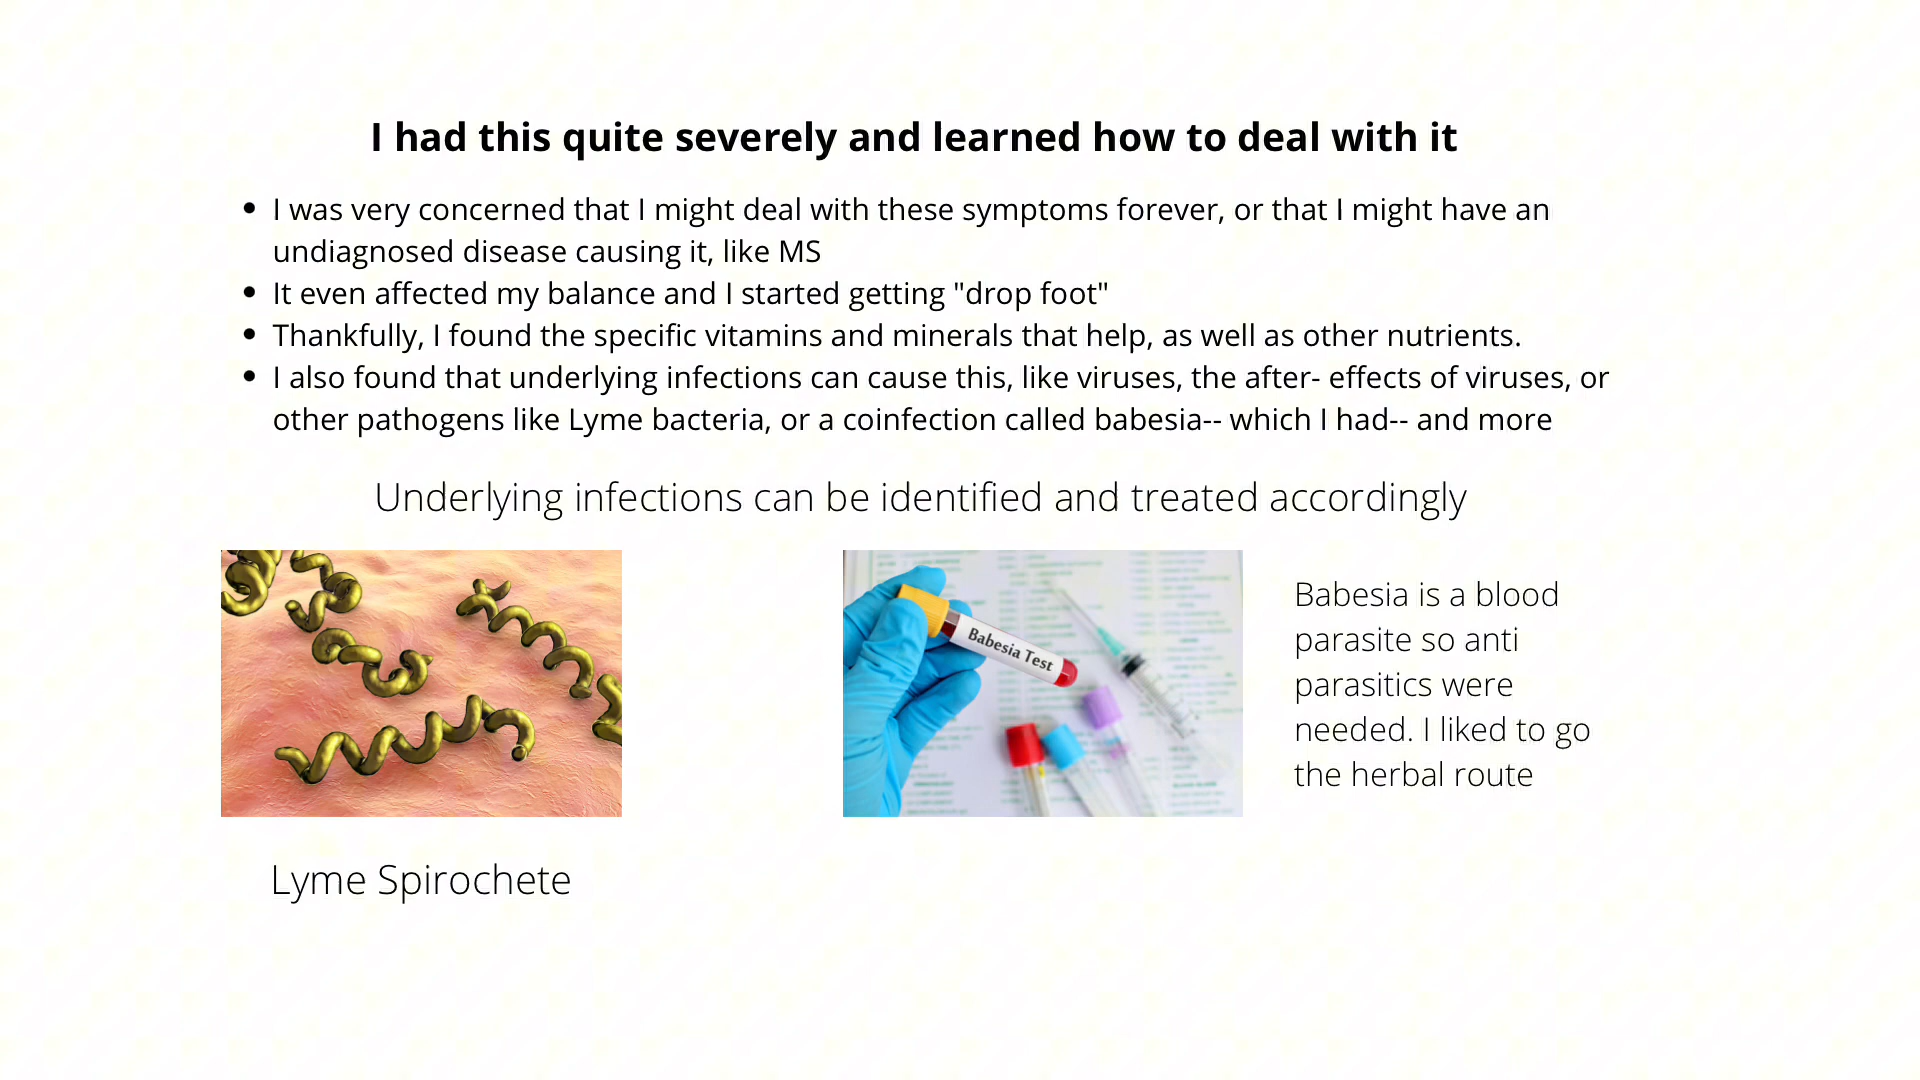 I had this quite severely and learned how to deal with it
• I was very concerned that I might deal with these symptoms forever, or that I might have an
undiagnosed disease causing it, like MS
• It even affected my balance and I started getting "drop foot"
• Thankfully, I found the specific vitamins and minerals that help, as well as other nutrients.
• I also found that underlying infections can cause this, like viruses, the after- effects of viruses, or
other pathogens like Lyme bacteria, or a coinfection called babesia-- which I had-- and more
Underlying infections can be identified and treated accordingly
Babesia Test
Babesia is a blood
parasite so anti
parasitics were
needed. I liked to go
the herbal route
Lyme Spirochete